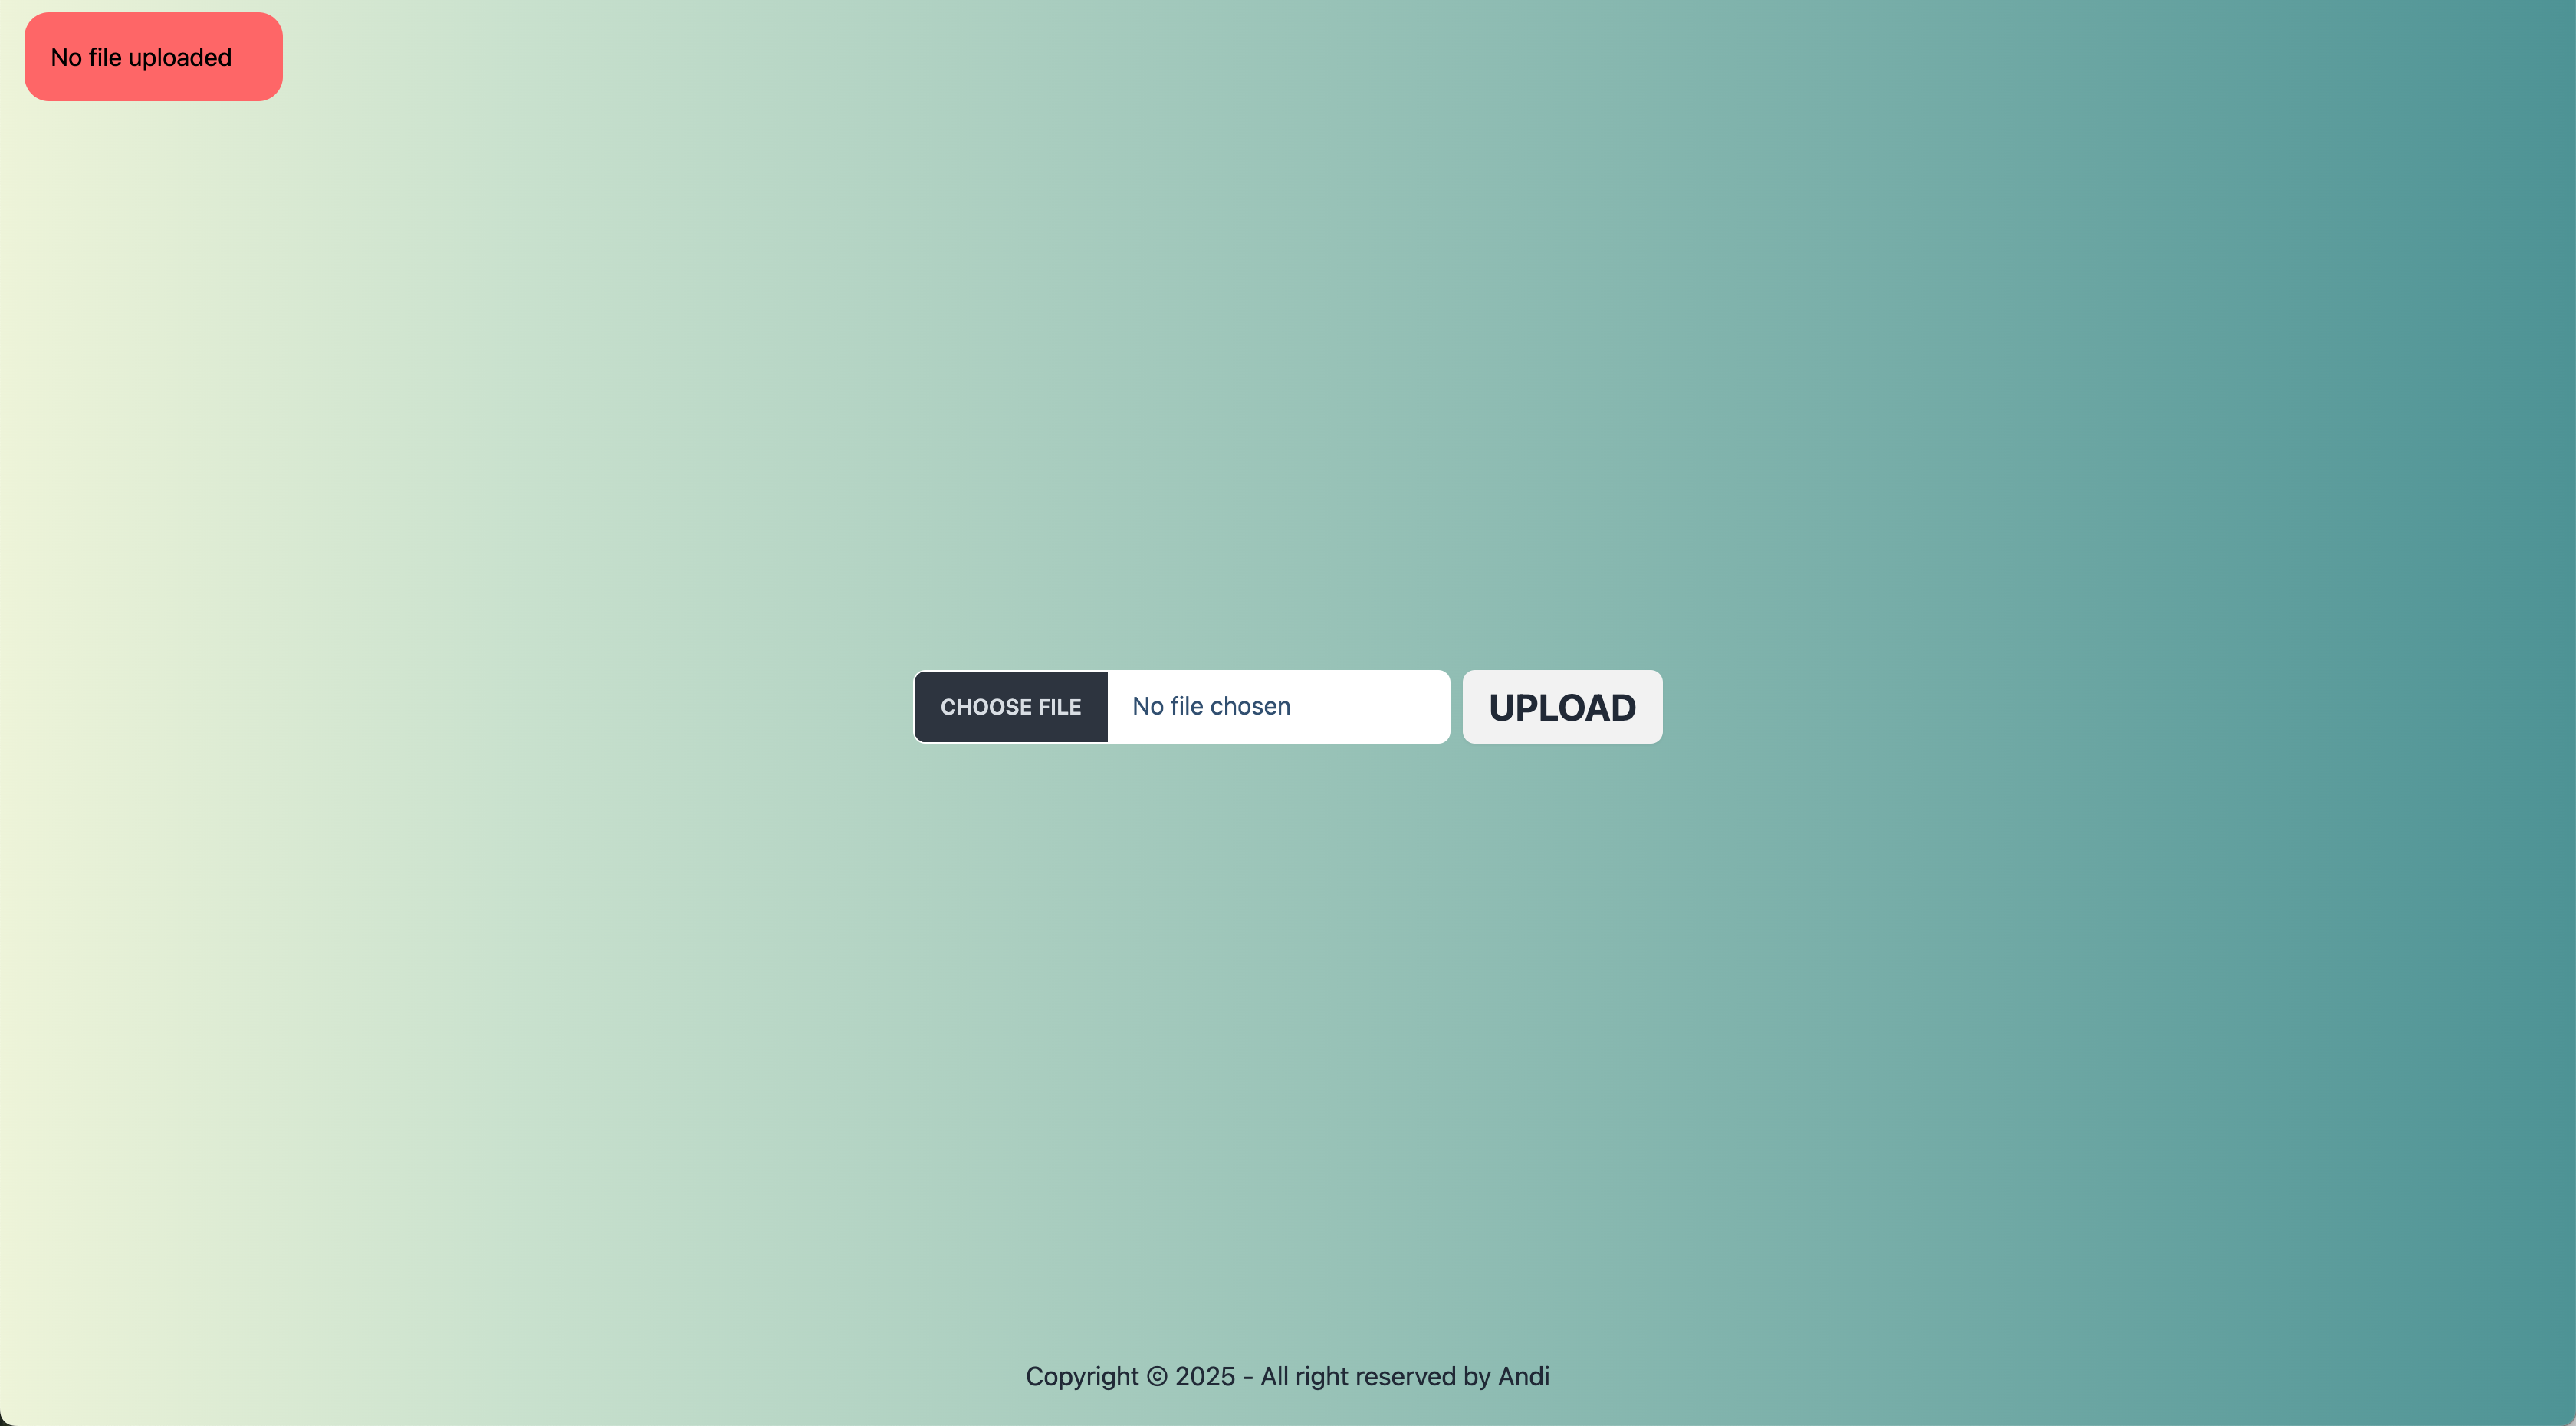 No file uploaded
CHOOSE FILE No file chosen UPLOAD
Copyright © 2025 - All right reserved by Andi